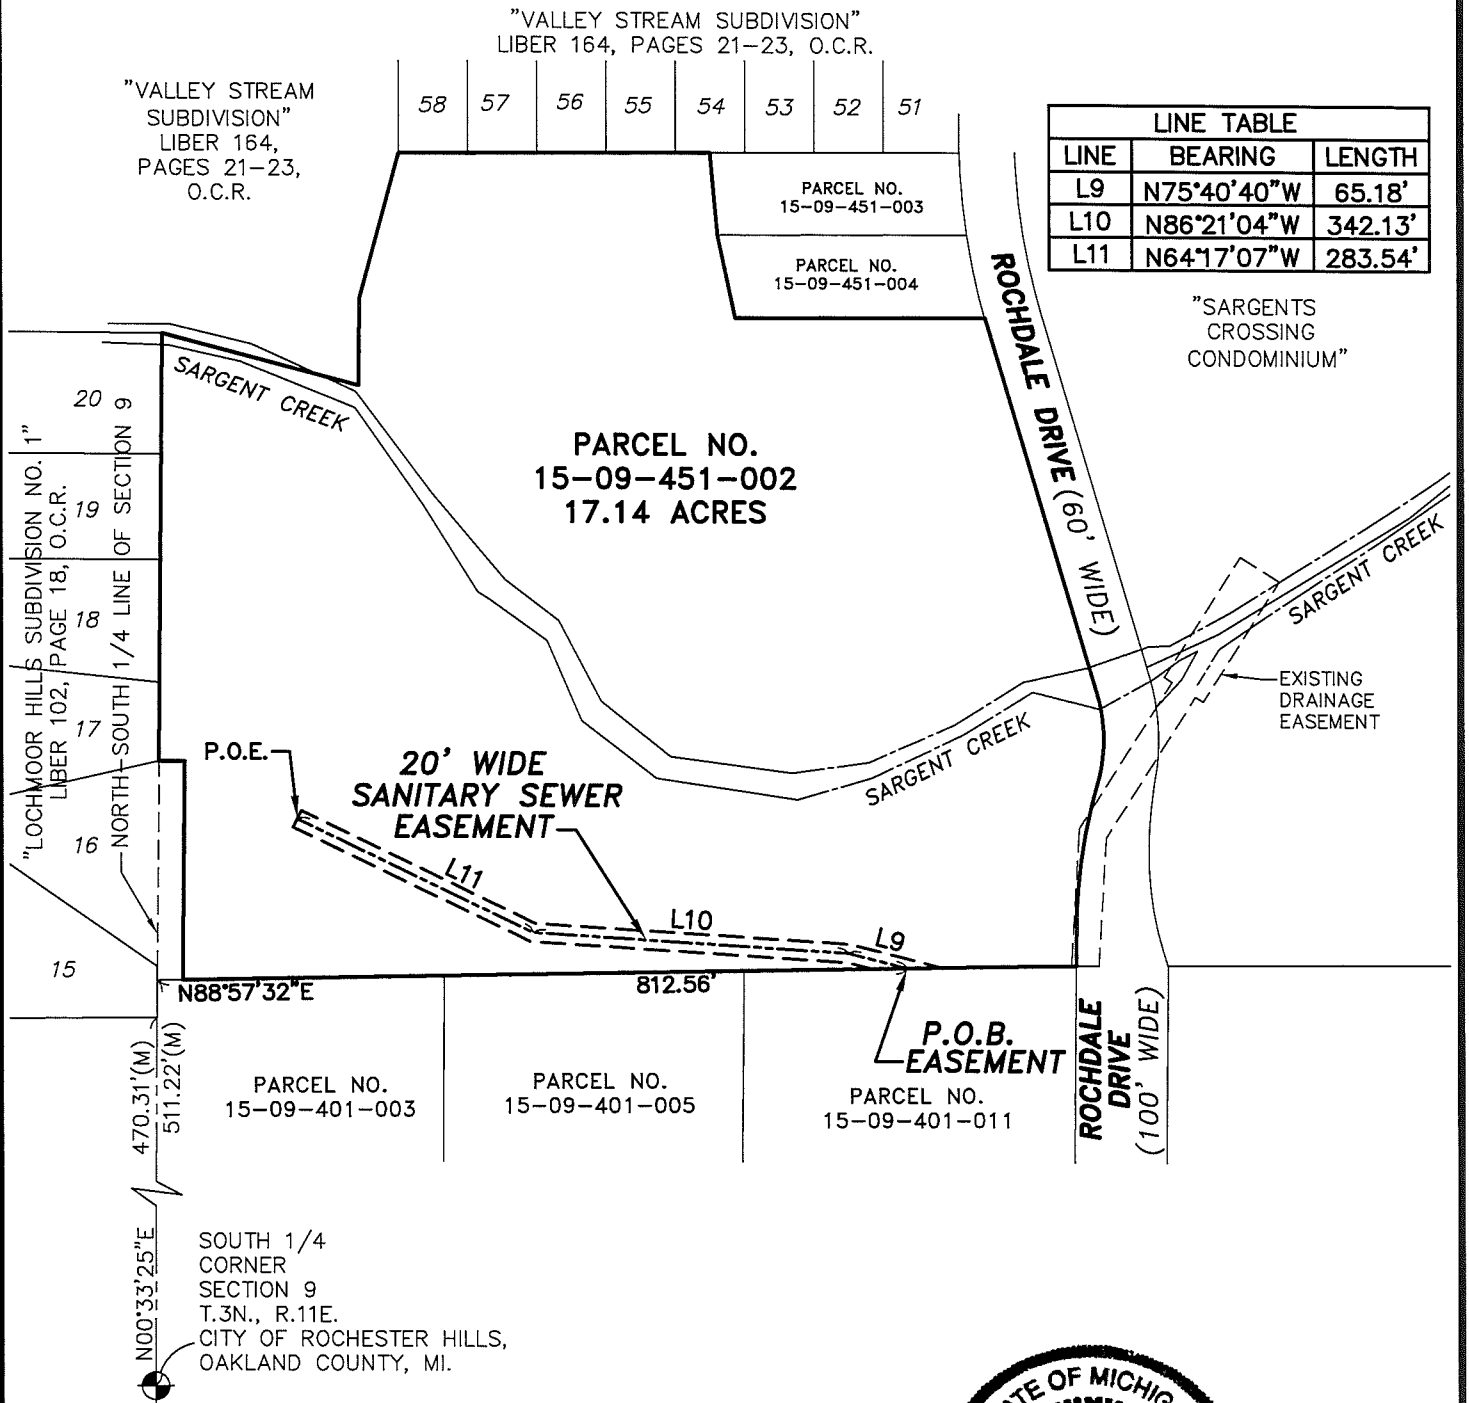 "VALLEY STREAM SUBDIVISION"
LIBER 164, PAGES 21-23, O.C.R.
"VALLEY STREAM
SUBDIVISION"
LIBER 164,
PAGES 21-23,
O.C.R.
58 57 56 55 54 53 52 51
LINE TABLE
LINE BEARING LENGTH
L9 N75°40'40"W 65.18'
L10 N86°21'04"W 342.13'
L11 N64°17'07"W 283.54'
PARCEL NO.
15-09-451-003
PARCEL NO.
15-09-451-004
"SARGENTS
CROSSING
CONDOMINIUM"
ROCHDALE DRIVE (60' WIDE)
SARGENT CREEK
PARCEL NO.
15-09-451-002
17.14 ACRES
20
19
18
17
16
15
"LOCHMOOR HILLS SUBDIVISION NO. 1"
LIBER 102, PAGE 18, O.C.R.
NORTH-SOUTH 1/4 LINE OF SECTION 9
SARGENT CREEK
EXISTING
DRAINAGE
EASEMENT
SARGENT CREEK
P.O.E.
20' WIDE
SANITARY SEWER
EASEMENT
L11
L10
L9
N88°57'32"E
812.56'
P.O.B.
EASEMENT
ROCHDALE
DRIVE
(100' WIDE)
470.31'(M)
511.22'(M)
PARCEL NO.
15-09-401-003
PARCEL NO.
15-09-401-005
PARCEL NO.
15-09-401-011
N00°33'25"E
SOUTH 1/4
CORNER
SECTION 9
T.3N., R.11E.
CITY OF ROCHESTER HILLS,
OAKLAND COUNTY, MI.
OF